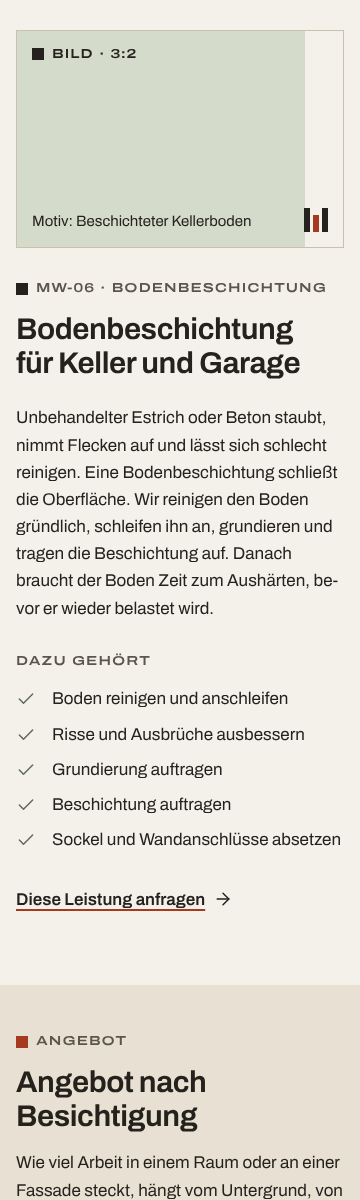 BILD · 3:2
Motiv: Beschichteter Kellerboden
MW-06 · BODENBESCHICHTUNG
Bodenbeschichtung
für Keller und Garage
Unbehandelter Estrich oder Beton staubt,
nimmt Flecken auf und lässt sich schlecht
reinigen. Eine Bodenbeschichtung schließt
die Oberfläche. Wir reinigen den Boden
gründlich, schleifen ihn an, grundieren und
tragen die Beschichtung auf. Danach
braucht der Boden Zeit zum Aushärten, be-
vor er wieder belastet wird.
DAZU GEHÖRT
Boden reinigen und anschleifen
Risse und Ausbrüche ausbessern
Grundierung auftragen
Beschichtung auftragen
Sockel und Wandanschlüsse absetzen
Diese Leistung anfragen
ANGEBOT
Angebot nach
Besichtigung
Wie viel Arbeit in einem Raum oder an einer
Fassade steckt, hängt vom Untergrund, von